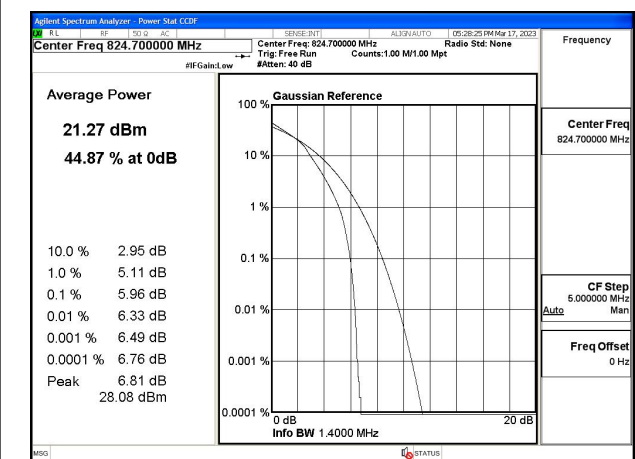 Agilent Spectrum Analyzer - Power Stat CCDF
LXI RL RF 50 Ω AC SENSE:INT ALIGN AUTO 05:28:25 PM Mar 17, 2023
Center Freq 824.700000 MHz
Center Freq: 824.700000 MHz Radio Std: None
Trig: Free Run Counts:1.00 M/1.00 Mpt
#IFGain:Low #Atten: 40 dB
Frequency
Average Power
21.27 dBm
44.87 % at 0dB
10.0 % 2.95 dB
1.0 % 5.11 dB
0.1 % 5.96 dB
0.01 % 6.33 dB
0.001 % 6.49 dB
0.0001 % 6.76 dB
Peak 6.81 dB
28.08 dBm
Gaussian Reference
100 %
10 %
1 %
0.1 %
0.01 %
0.001 %
0.0001 %
0 dB 20 dB
Info BW 1.4000 MHz
Center Freq
824.700000 MHz
CF Step
5.000000 MHz
Auto Man
Freq Offset
0 Hz
MSG STATUS